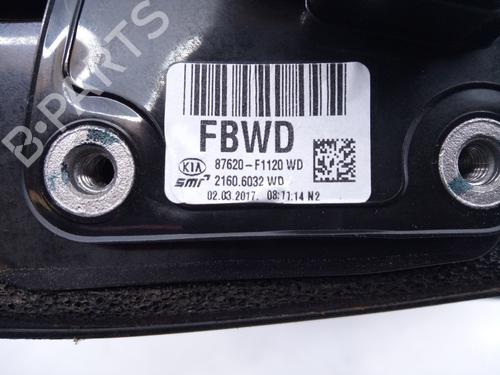 B-PARTS
FBWD
KIA 87620-F1120 WD
SMR 2160.6032 WD
02.03.2017. 08:11:14 N2